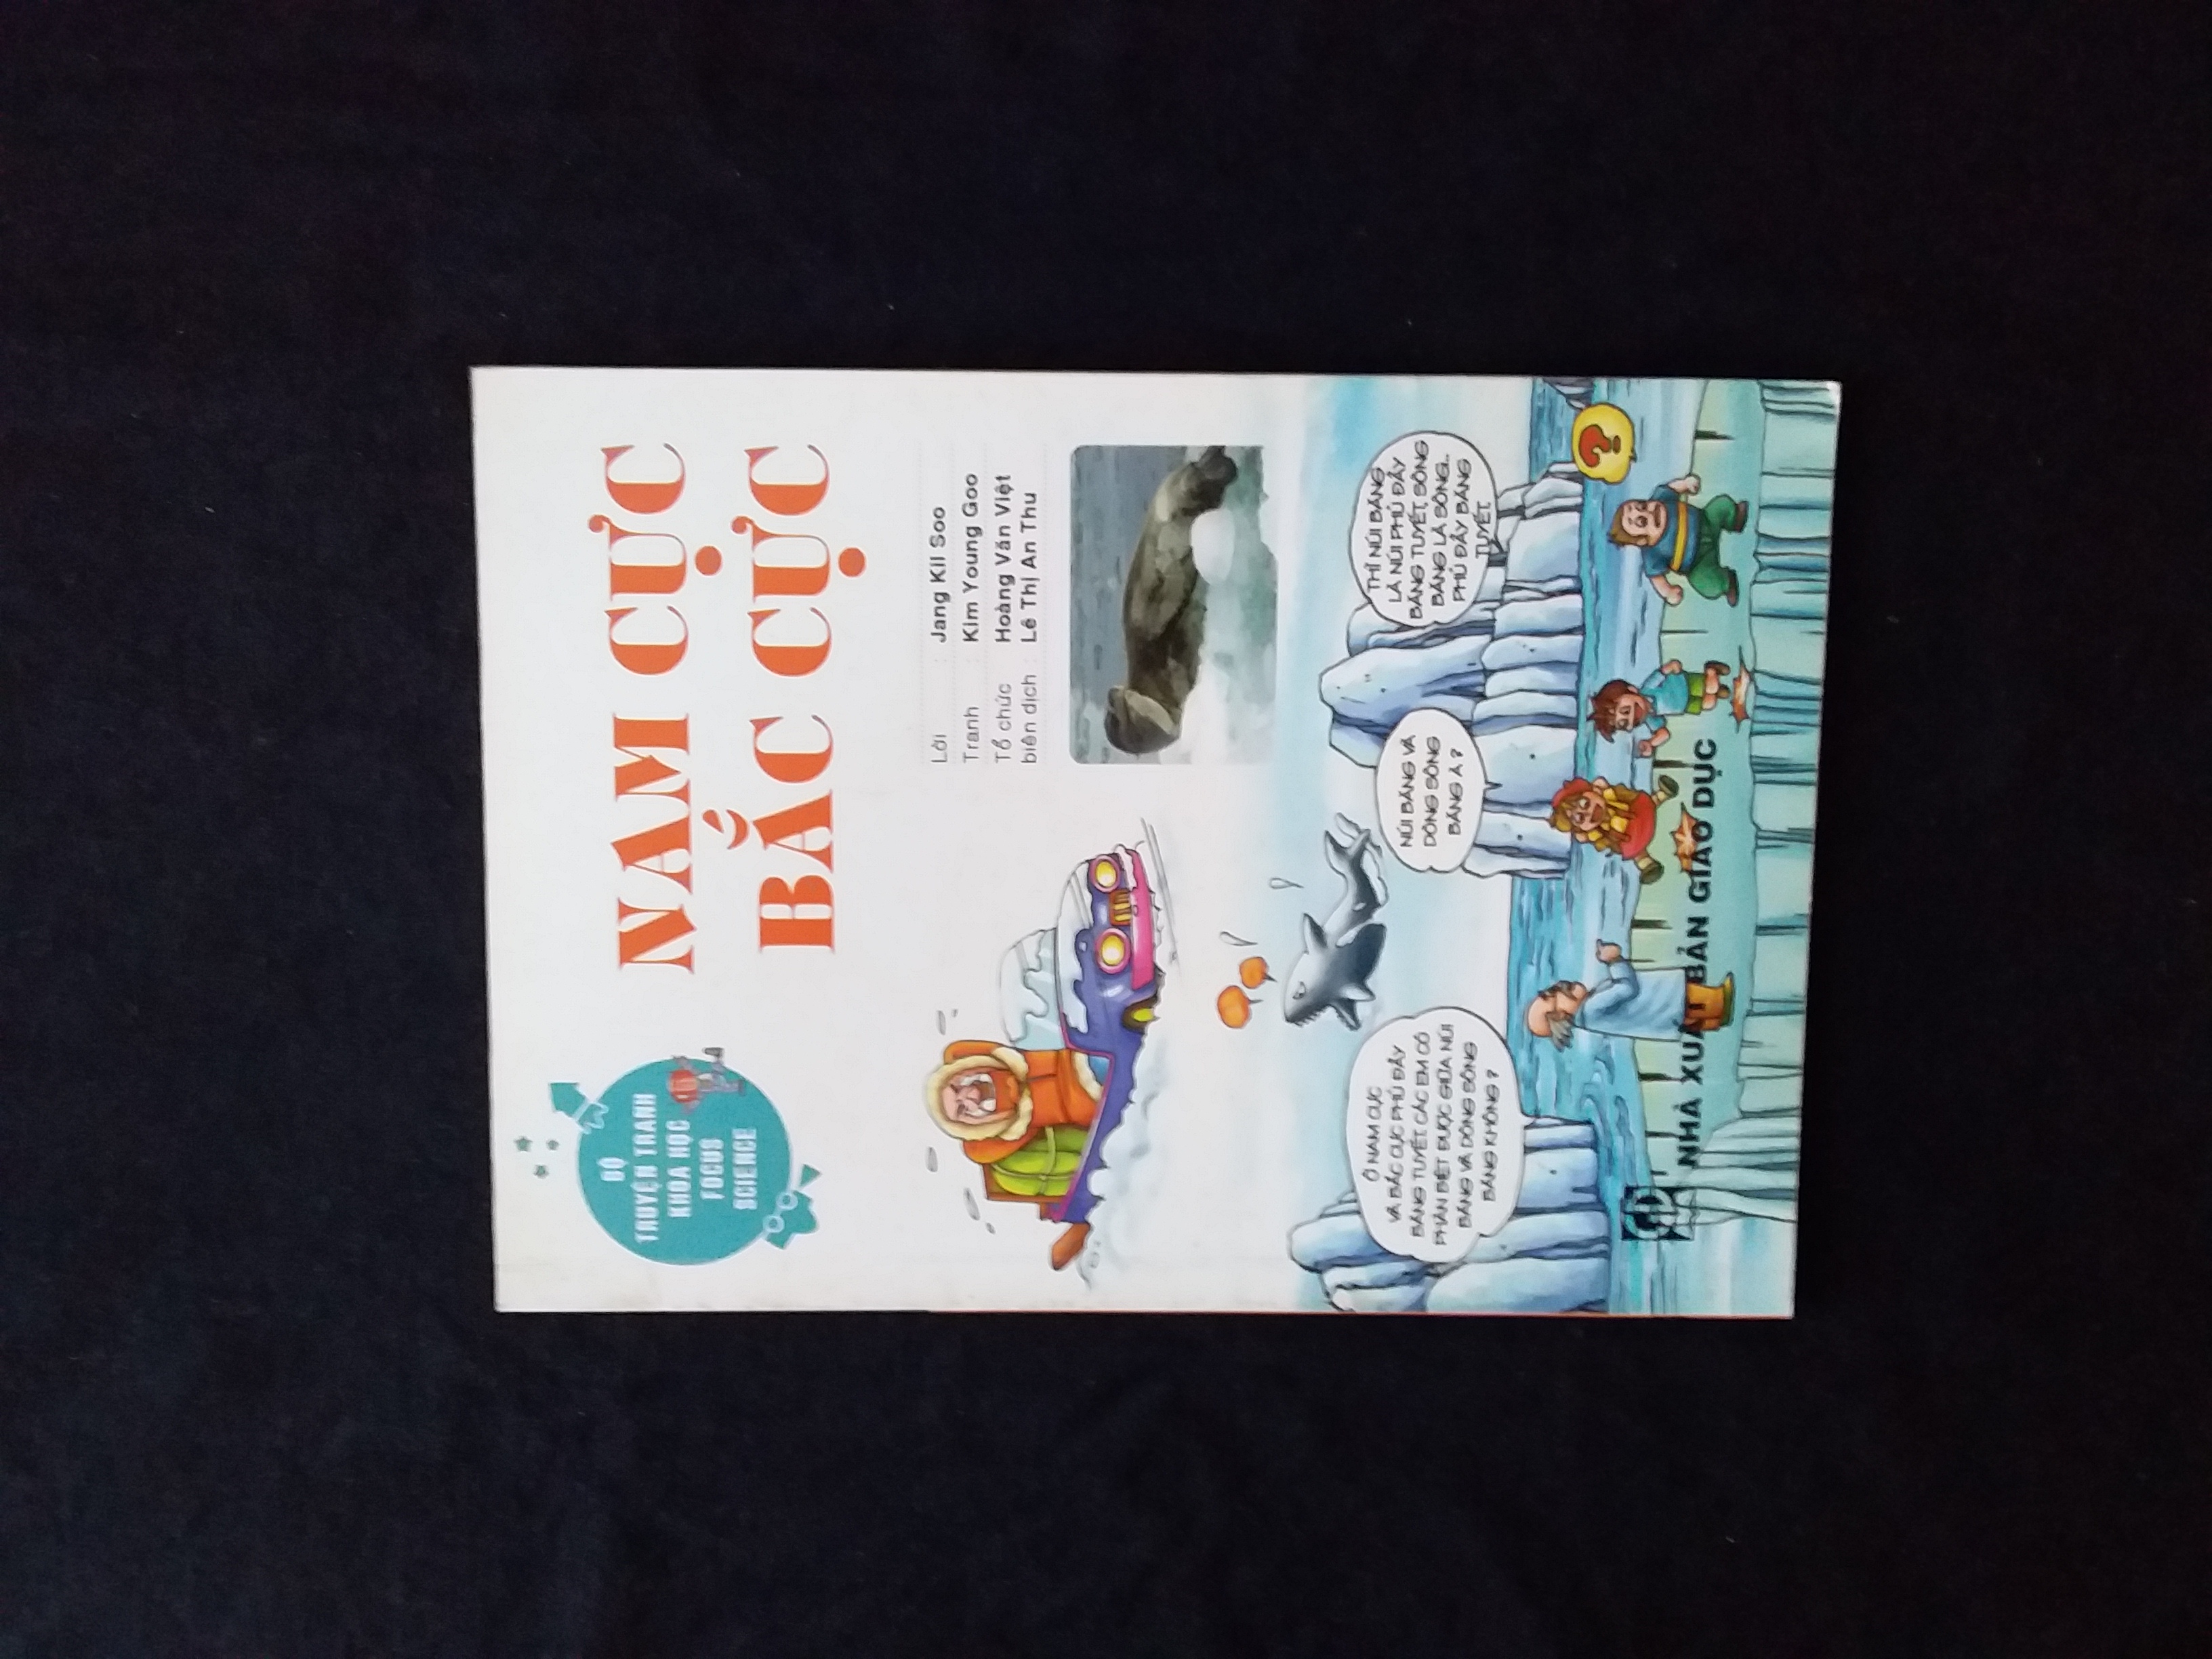 BỘ
TRUYỆN TRANH
KHOA HỌC
FOCUS
SCIENCE
NAM CỰC
BẮC CỰC
Lời : Jang Kil Soo
Tranh : Kim Young Goo
Tổ chức Hoàng Văn Việt
biên dịch : Lê Thị An Thu
Ở NAM CỰC
VÀ BẮC CỰC PHỦ ĐẦY
BĂNG TUYẾT. CÁC EM CÓ
PHÂN BIỆT ĐƯỢC GIỮA NÚI
BĂNG VÀ DÒNG SÔNG
BĂNG KHÔNG ?
NÚI BĂNG VÀ
DÒNG SÔNG
BĂNG À ?
THÌ NÚI BĂNG
LÀ NÚI PHỦ ĐẦY
BĂNG TUYẾT, SÔNG
BĂNG LÀ SÔNG...
PHỦ ĐẦY BĂNG
TUYẾT.
?
NHÀ XUẤT BẢN GIÁO DỤC